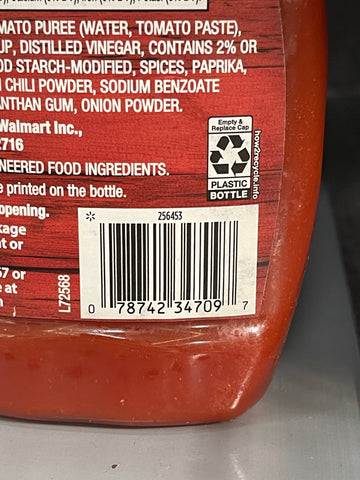 MATO PUREE (WATER, TOMATO PASTE),
UP, DISTILLED VINEGAR, CONTAINS 2% OR
OD STARCH-MODIFIED, SPICES, PAPRIKA,
CHILI POWDER, SODIUM BENZOATE
ANTHAN GUM, ONION POWDER.
Walmart Inc.,
2716
NEERED FOOD INGREDIENTS.
e printed on the bottle.
opening.
kage
nt or
57 or
e at
m
Empty &
Replace Cap
PLASTIC
BOTTLE
how2recycle.info
L72568
* 256453
0 78742 34709 7